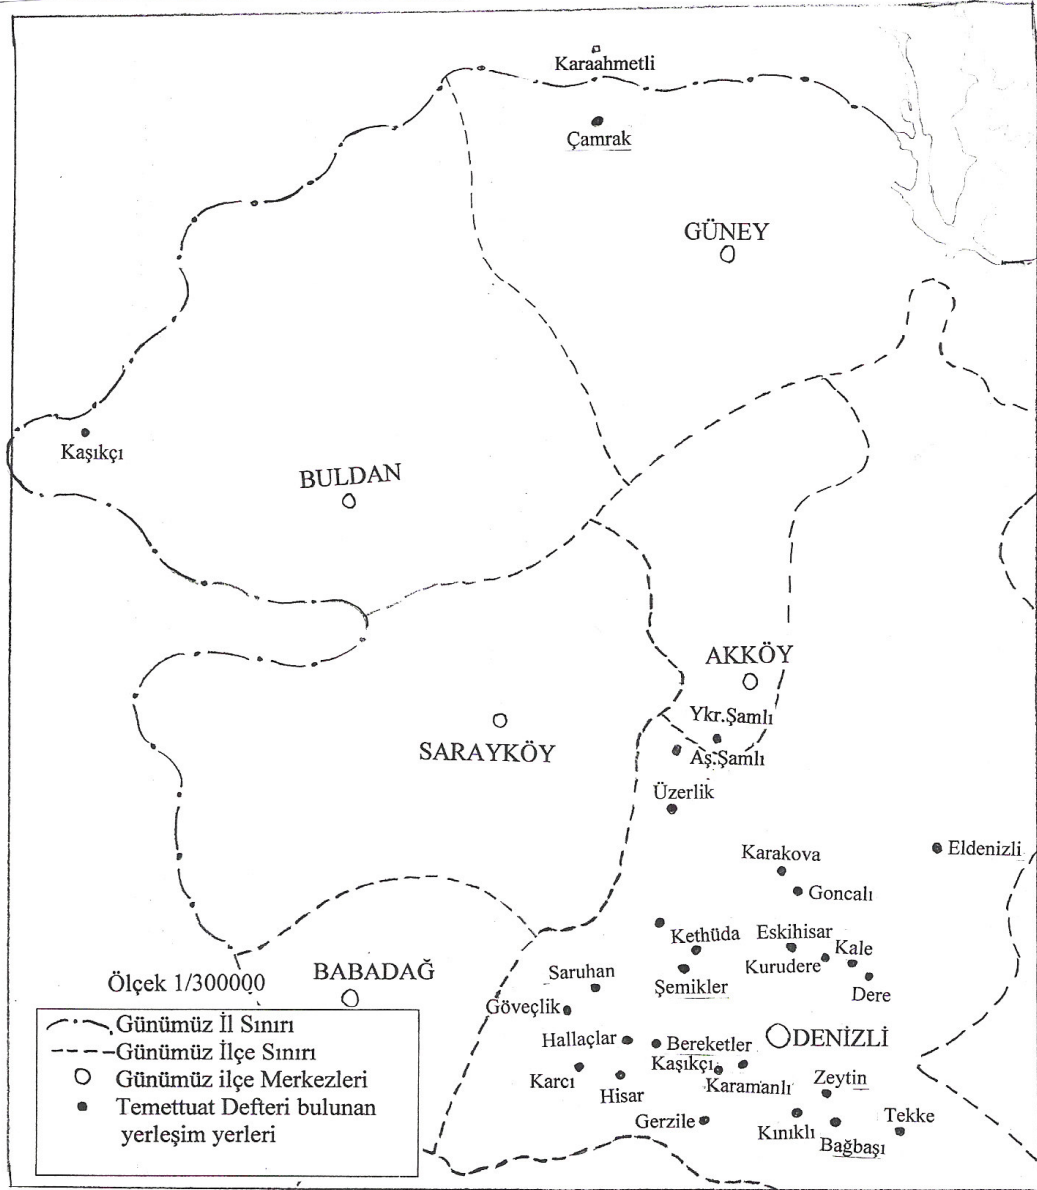 Karaahmetli
Çamrak
GÜNEY
Kaşıkçı
BULDAN
AKKÖY
Ykr.Şamlı
SARAYKÖY
Aş.Şamlı
Üzerlik
Karakova
Eldenizli
Goncalı
Kethüda
Eskihisar
Kale
Kurudere
Şemikler
Dere
Saruhan
Göveçlik
BABADAĞ
Hallaçlar
Bereketler
DENİZLİ
Kaşıkçı
Karcı
Hisar
Karamanlı
Zeytin
Gerzile
Kınıklı
Bağbaşı
Tekke
Ölçek 1/300000
Günümüz İl Sınırı
Günümüz İlçe Sınırı
Günümüz ilçe Merkezleri
Temettuat Defteri bulunan
yerleşim yerleri